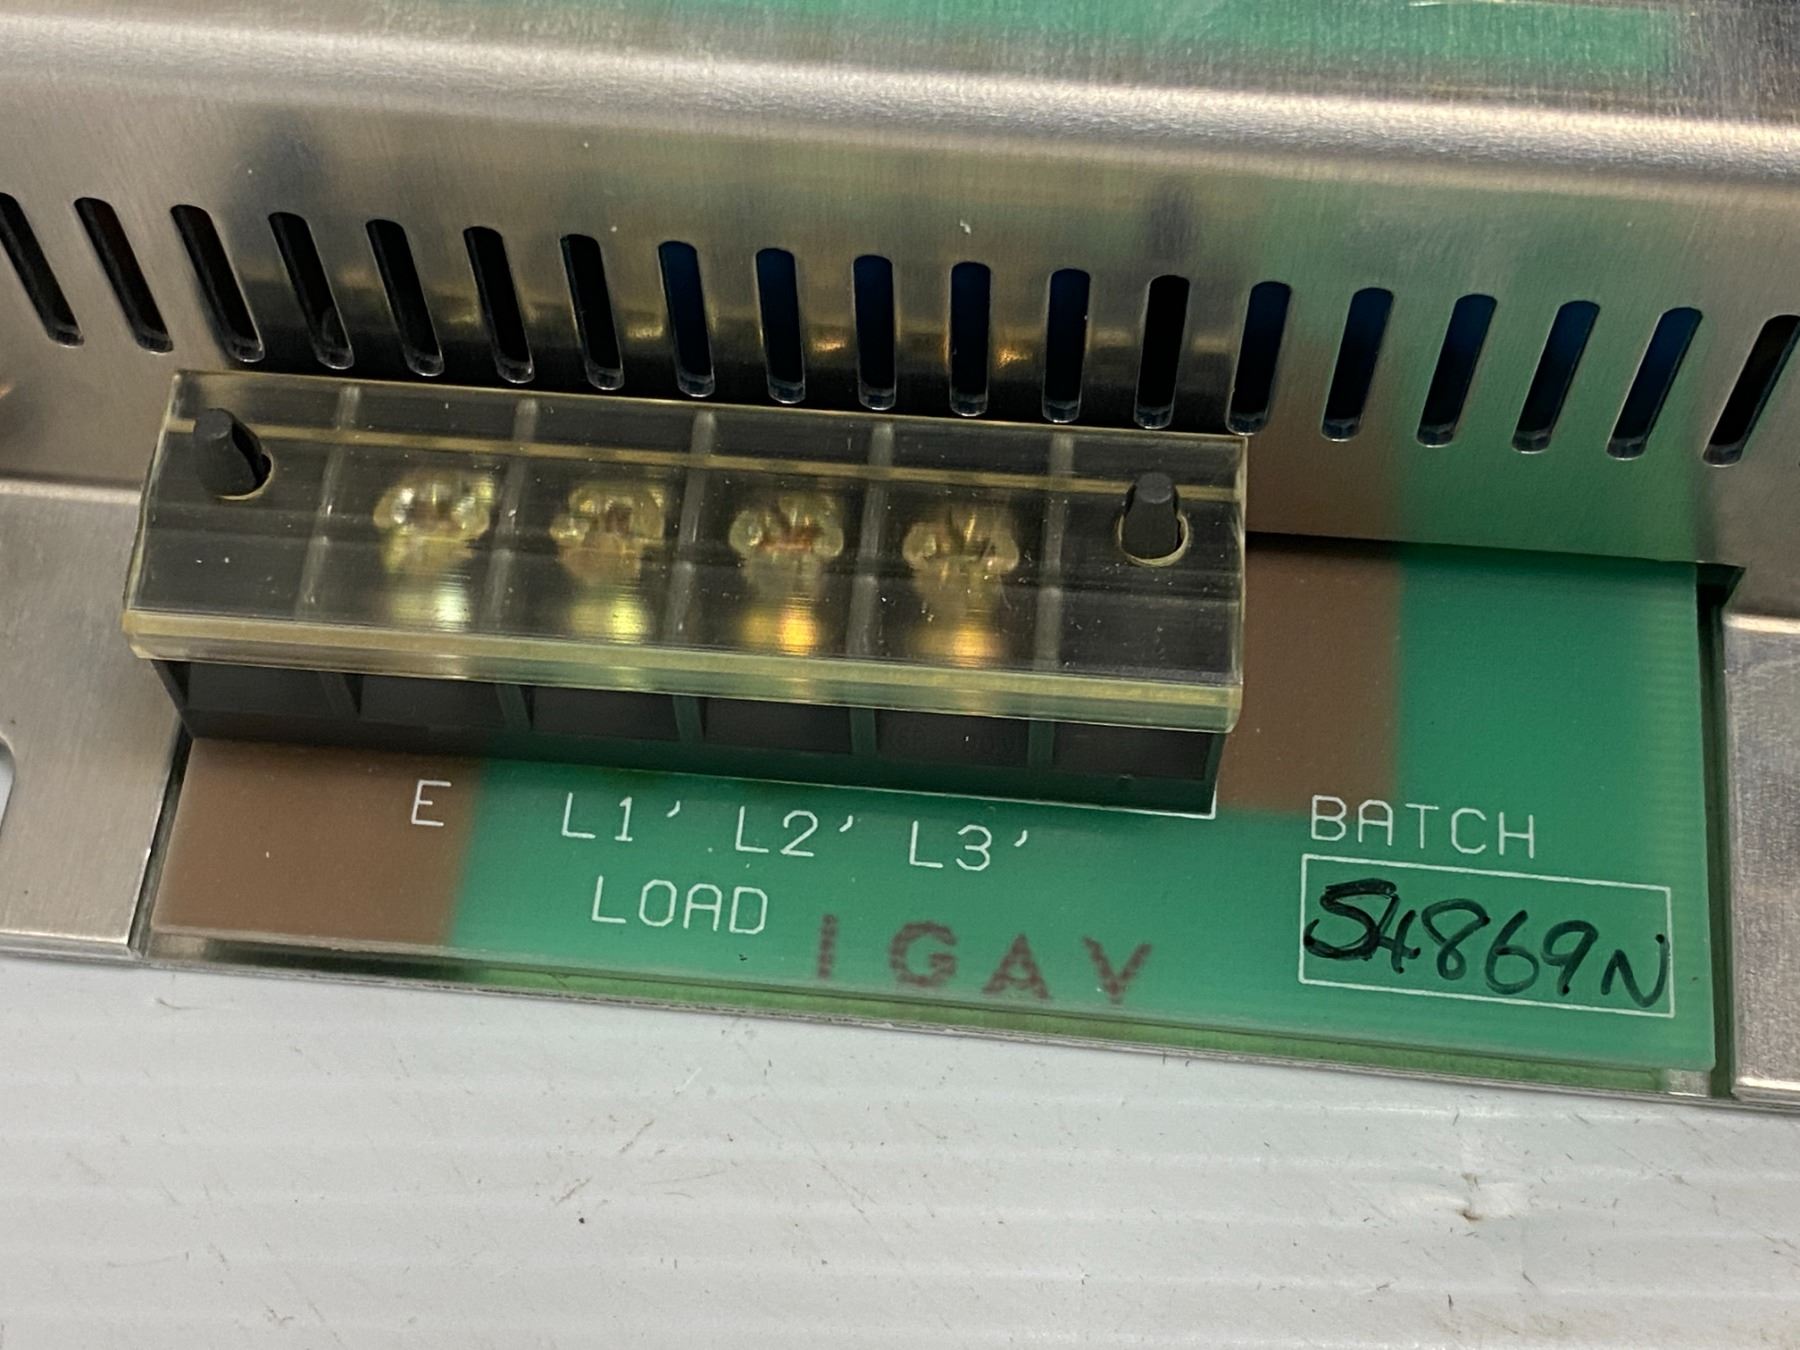 E L1' L2' L3'
LOAD
IGAV
BATCH
54869N